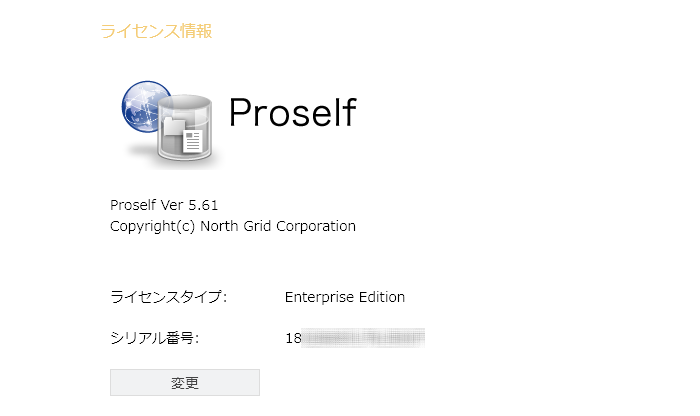 ライセンス情報
Proself
Proself Ver 5.61
Copyright(c) North Grid Corporation
ライセンスタイプ: Enterprise Edition
シリアル番号: 18
変更